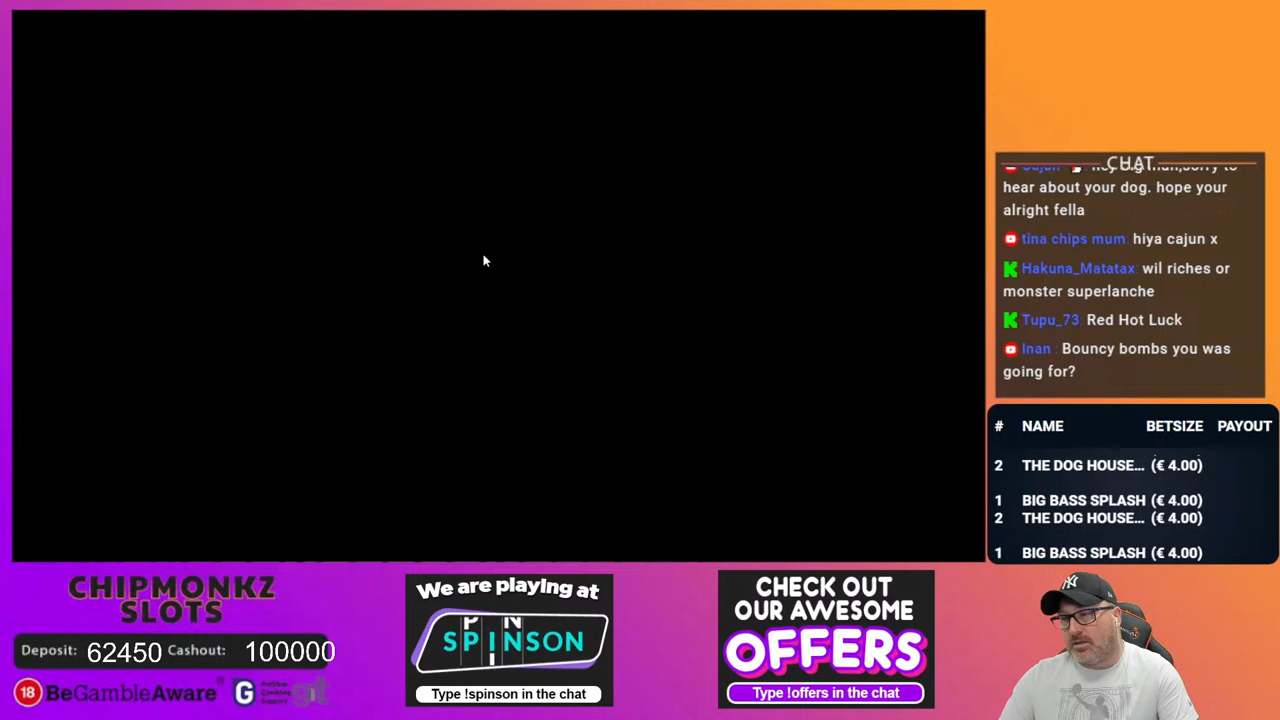 CHAT
hear about your dog. hope your
alright fella
tina chips mum: hiya cajun x
Hakuna_Matatax: wil riches or
monster superlanche
Tupu_73: Red Hot Luck
Inan : Bouncy bombs you was
going for?
# NAME BETSIZE PAYOUT
2 THE DOG HOUSE... (€ 4.00)
1 BIG BASS SPLASH (€ 4.00)
2 THE DOG HOUSE... (€ 4.00)
1 BIG BASS SPLASH (€ 4.00)
CHIPMONKZ
SLOTS
Deposit: 62450 Cashout: 100000
18 BeGambleAware
We are playing at
SPINSON
Type !spinson in the chat
CHECK OUT
OUR AWESOME
OFFERS
Type !offers in the chat
NY